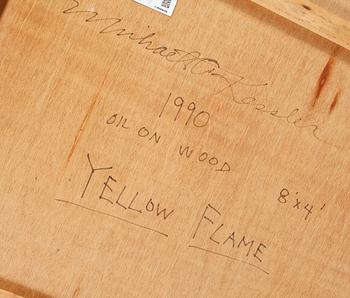 Michael Kessler
1990
OIL ON WOOD
8'x4'
YELLOW FLAME